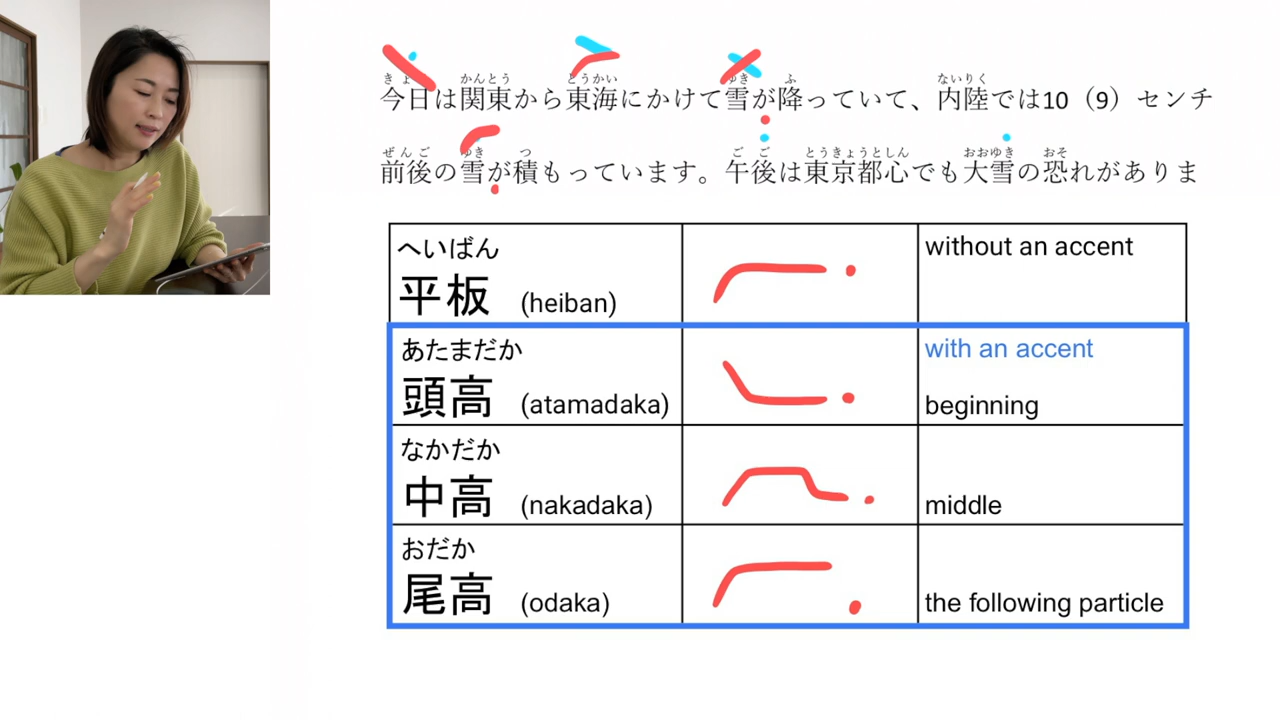 今日は関東から東海にかけて雪が降っていて、内陸では10（9）センチ
前後の雪が積もっています。午後は東京都心でも大雪の恐れがありま
きょ かんとう とうかい ゆき ふ ないりく
ぜんご ゆき つ ごご とうきょうとしん おおゆき おそ
へいばん
平板 (heiban)
without an accent
あたまだか
頭高 (atamadaka)
with an accent
beginning
なかだか
中高 (nakadaka)
middle
おだか
尾高 (odaka)
the following particle